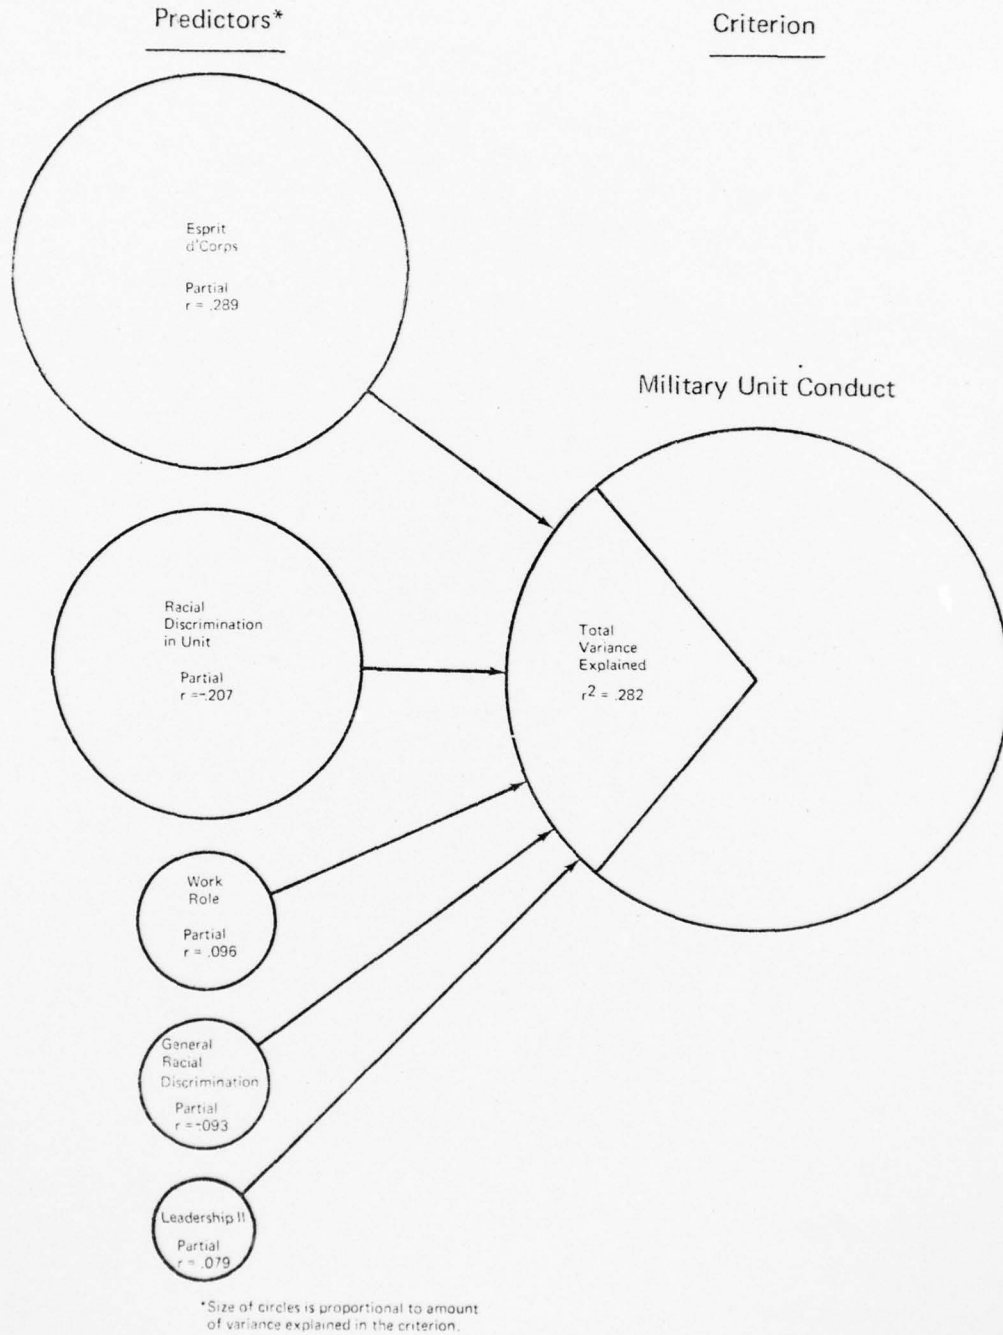 Predictors*
Criterion
Esprit
d'Corps
Partial
r = .289
Military Unit Conduct
Racial
Discrimination
in Unit
Partial
r =-.207
Total
Variance
Explained
r² = .282
Work
Role
Partial
r = .096
General
Racial
Discrimination
Partial
r =-.093
Leadership II
Partial
r = .079
*Size of circles is proportional to amount
of variance explained in the criterion.